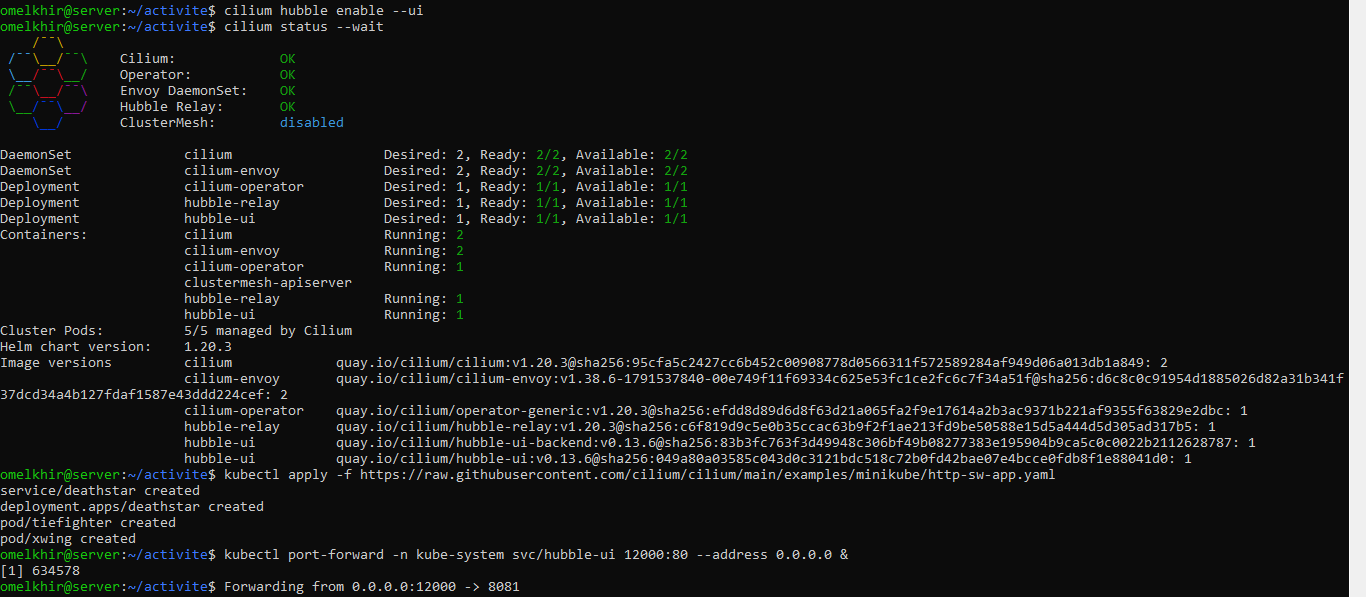 omelkhir@server:~/activite$ cilium hubble enable --ui
omelkhir@server:~/activite$ cilium status --wait
    /¯¯\
 /¯¯\__/¯¯\    Cilium:             OK
 \__/¯¯\__/    Operator:           OK
 /¯¯\__/¯¯\    Envoy DaemonSet:    OK
 \__/¯¯\__/    Hubble Relay:       OK
    \__/       ClusterMesh:        disabled

DaemonSet              cilium                   Desired: 2, Ready: 2/2, Available: 2/2
DaemonSet              cilium-envoy             Desired: 2, Ready: 2/2, Available: 2/2
Deployment             cilium-operator          Desired: 1, Ready: 1/1, Available: 1/1
Deployment             hubble-relay             Desired: 1, Ready: 1/1, Available: 1/1
Deployment             hubble-ui                Desired: 1, Ready: 1/1, Available: 1/1
Containers:            cilium                   Running: 2
                       cilium-envoy             Running: 2
                       cilium-operator          Running: 1
                       clustermesh-apiserver
                       hubble-relay             Running: 1
                       hubble-ui                Running: 1
Cluster Pods:          5/5 managed by Cilium
Helm chart version:    1.20.3
Image versions         cilium             quay.io/cilium/cilium:v1.20.3@sha256:95cfa5c2427cc6b452c00908778d0566311f572589284af949d06a013db1a849: 2
                       cilium-envoy       quay.io/cilium/cilium-envoy:v1.38.6-1791537840-00e749f11f69334c625e53fc1ce2fc6c7f34a51f@sha256:d6c8c0c91954d1885026d82a31b341f
37dcd34a4b127fdaf1587e43ddd224cef: 2
                       cilium-operator    quay.io/cilium/operator-generic:v1.20.3@sha256:efdd8d89d6d8f63d21a065fa2f9e17614a2b3ac9371b221af9355f63829e2dbc: 1
                       hubble-relay       quay.io/cilium/hubble-relay:v1.20.3@sha256:c6f819d9c5e0b35ccac63b9f2f1ae213fd9be50588e15d5a444d5d305ad317b5: 1
                       hubble-ui          quay.io/cilium/hubble-ui-backend:v0.13.6@sha256:83b3fc763f3d49948c306bf49b08277383e195904b9ca5c0c0022b2112628787: 1
                       hubble-ui          quay.io/cilium/hubble-ui:v0.13.6@sha256:049a80a03585c043d0c3121bdc518c72b0fd42bae07e4bcce0fdb8f1e88041d0: 1
omelkhir@server:~/activite$ kubectl apply -f https://raw.githubusercontent.com/cilium/cilium/main/examples/minikube/http-sw-app.yaml
service/deathstar created
deployment.apps/deathstar created
pod/tiefighter created
pod/xwing created
omelkhir@server:~/activite$ kubectl port-forward -n kube-system svc/hubble-ui 12000:80 --address 0.0.0.0 &
[1] 634578
omelkhir@server:~/activite$ Forwarding from 0.0.0.0:12000 -> 8081